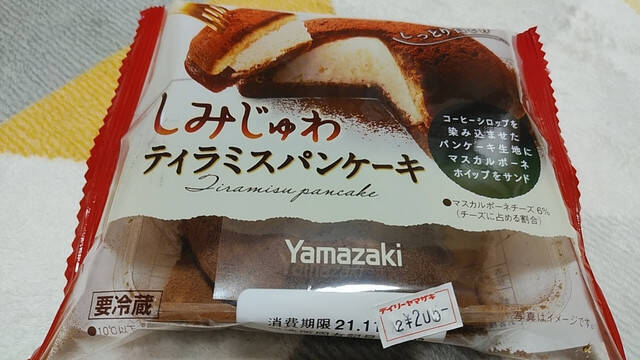 しっとり
しみじゅわ
ティラミスパンケーキ
Tiramisu pancake
コーヒーシロップを
染み込ませた
パンケーキ生地に
マスカルポーネ
ホイップをサンド
●マスカルポーネチーズ6%
(チーズに占める割合)
Yamazaki
要冷蔵
●10℃以下
消費期限 21.11
デイリーヤマザキ
写真はイメージです。